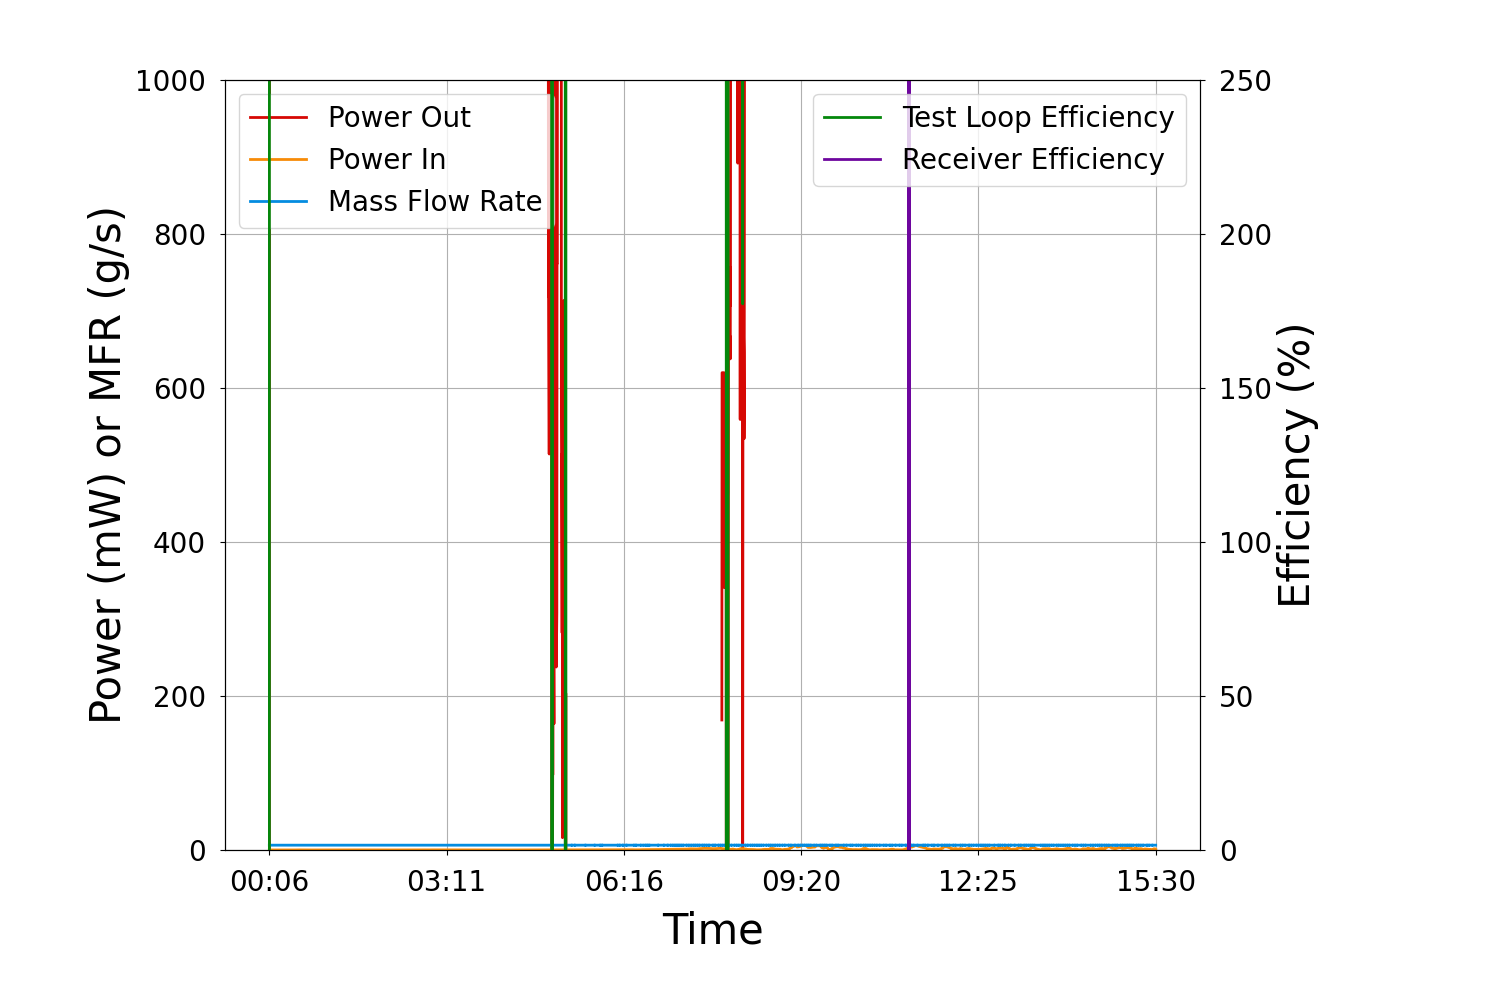 Power (mW) or MFR (g/s)
1000
800
600
400
200
0
Power Out
Power In
Mass Flow Rate
Test Loop Efficiency
Receiver Efficiency
250
200
150
100
50
0
Efficiency (%)
00:06 03:11 06:16 09:20 12:25 15:30
Time